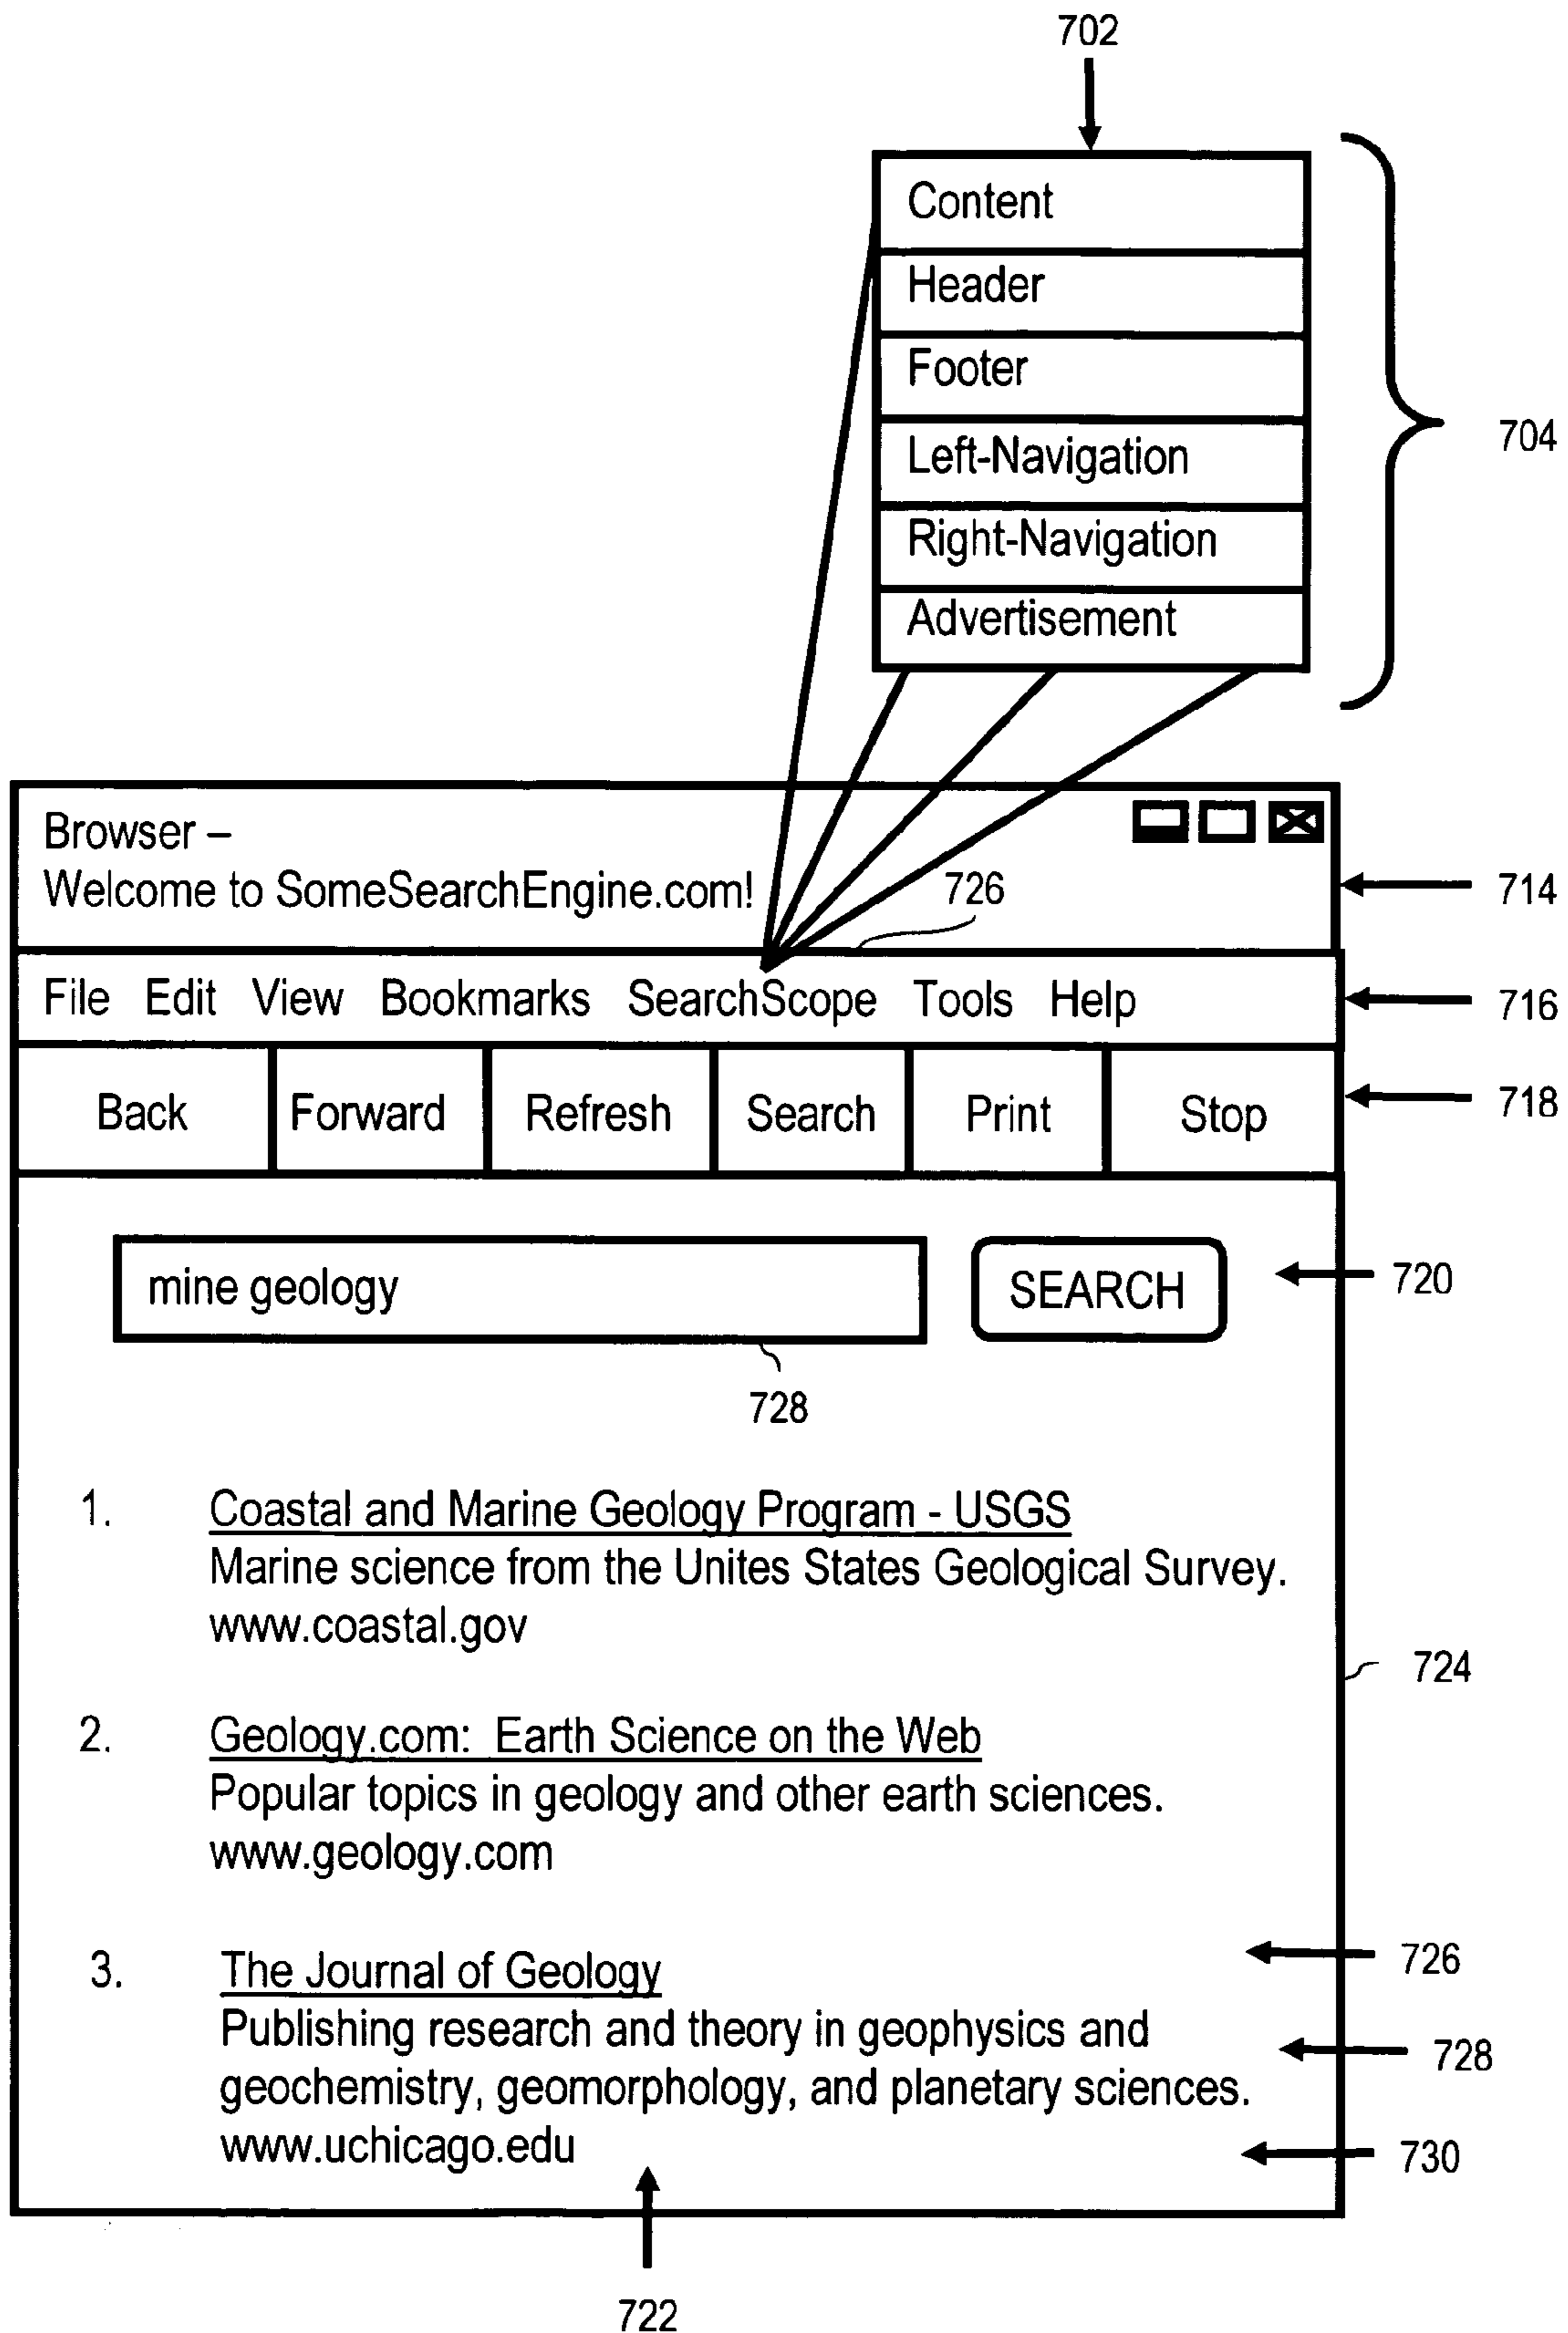 702
Content
Header
Footer
Left-Navigation
Right-Navigation
Advertisement
704
Browser –
Welcome to SomeSearchEngine.com!
726
714
File Edit View Bookmarks SearchScope Tools Help
716
Back Forward Refresh Search Print Stop
718
mine geology
SEARCH
720
728
1. Coastal and Marine Geology Program - USGS
Marine science from the Unites States Geological Survey.
www.coastal.gov
724
2. Geology.com: Earth Science on the Web
Popular topics in geology and other earth sciences.
www.geology.com
3. The Journal of Geology
726
Publishing research and theory in geophysics and
728
geochemistry, geomorphology, and planetary sciences.
www.uchicago.edu
730
722